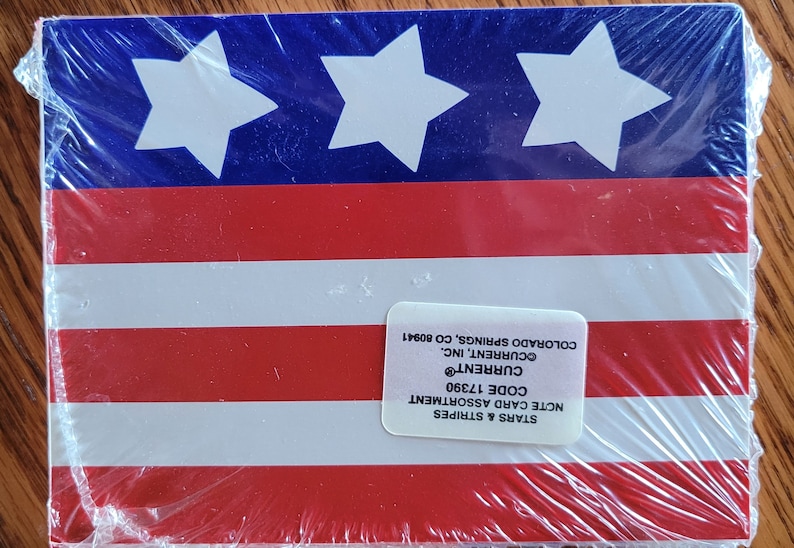 STARS & STRIPES
NOTE CARD ASSORTMENT
CODE 17390
CURRENT®
©CURRENT, INC.
COLORADO SPRINGS, CO 80941